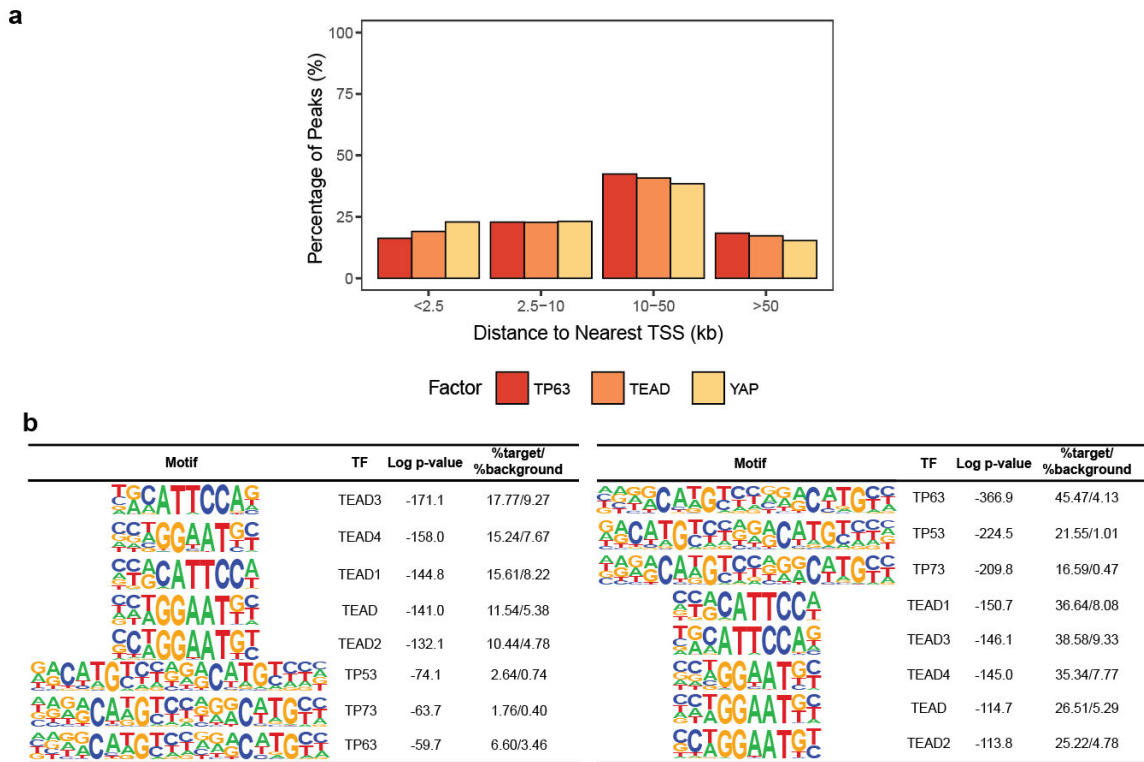 a
Percentage of Peaks (%)
100
75
50
25
0
<2.5
2.5−10
10−50
>50
Distance to Nearest TSS (kb)
Factor TP63 TEAD YAP
b
Motif TF Log p-value %target/
%background
TEAD3 -171.1 17.77/9.27
TEAD4 -158.0 15.24/7.67
TEAD1 -144.8 15.61/8.22
TEAD -141.0 11.54/5.38
TEAD2 -132.1 10.44/4.78
TP53 -74.1 2.64/0.74
TP73 -63.7 1.76/0.40
TP63 -59.7 6.60/3.46
Motif TF Log p-value %target/
%background
TP63 -366.9 45.47/4.13
TP53 -224.5 21.55/1.01
TP73 -209.8 16.59/0.47
TEAD1 -150.7 36.64/8.08
TEAD3 -146.1 38.58/9.33
TEAD4 -145.0 35.34/7.77
TEAD -114.7 26.51/5.29
TEAD2 -113.8 25.22/4.78